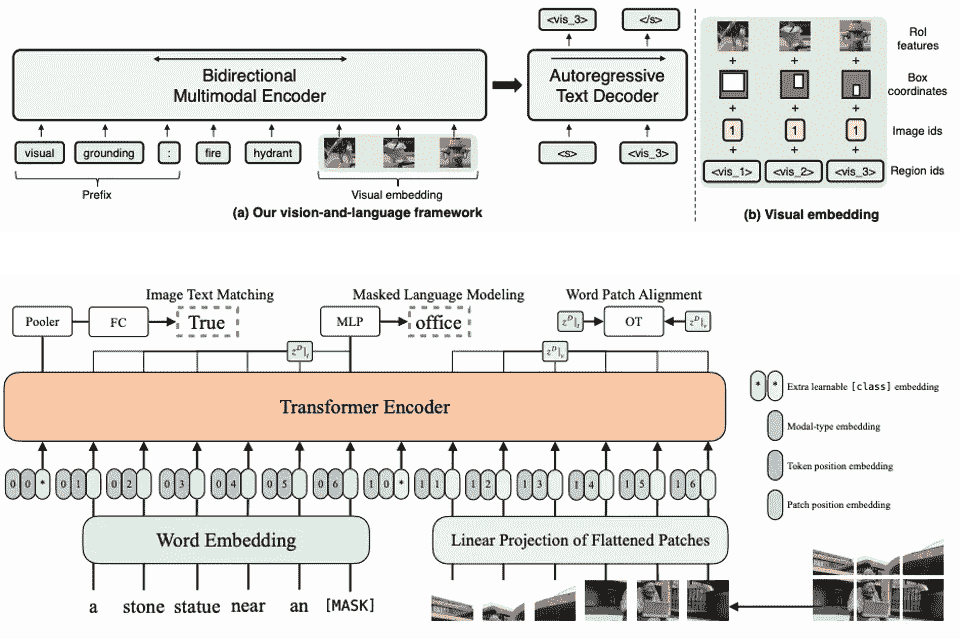 <vis_3> </s>
RoI features
Bidirectional Multimodal Encoder
Autoregressive Text Decoder
Box coordinates
visual grounding : fire hydrant
<s> <vis_3>
1 1 1 Image ids
Prefix
Visual embedding
<vis_1> <vis_2> <vis_3> Region ids
(a) Our vision-and-language framework
(b) Visual embedding
Image Text Matching
Masked Language Modeling
Word Patch Alignment
Pooler FC True
MLP office
z^D|_t OT z^D|_v
z^D|_t z^D|_v
Transformer Encoder
* * Extra learnable [class] embedding
Modal-type embedding
Token position embedding
Patch position embedding
0 0 * 0 1 0 2 0 3 0 4 0 5 0 6 1 0 * 1 1 1 2 1 3 1 4 1 5 1 6
Word Embedding
Linear Projection of Flattened Patches
a stone statue near an [MASK]